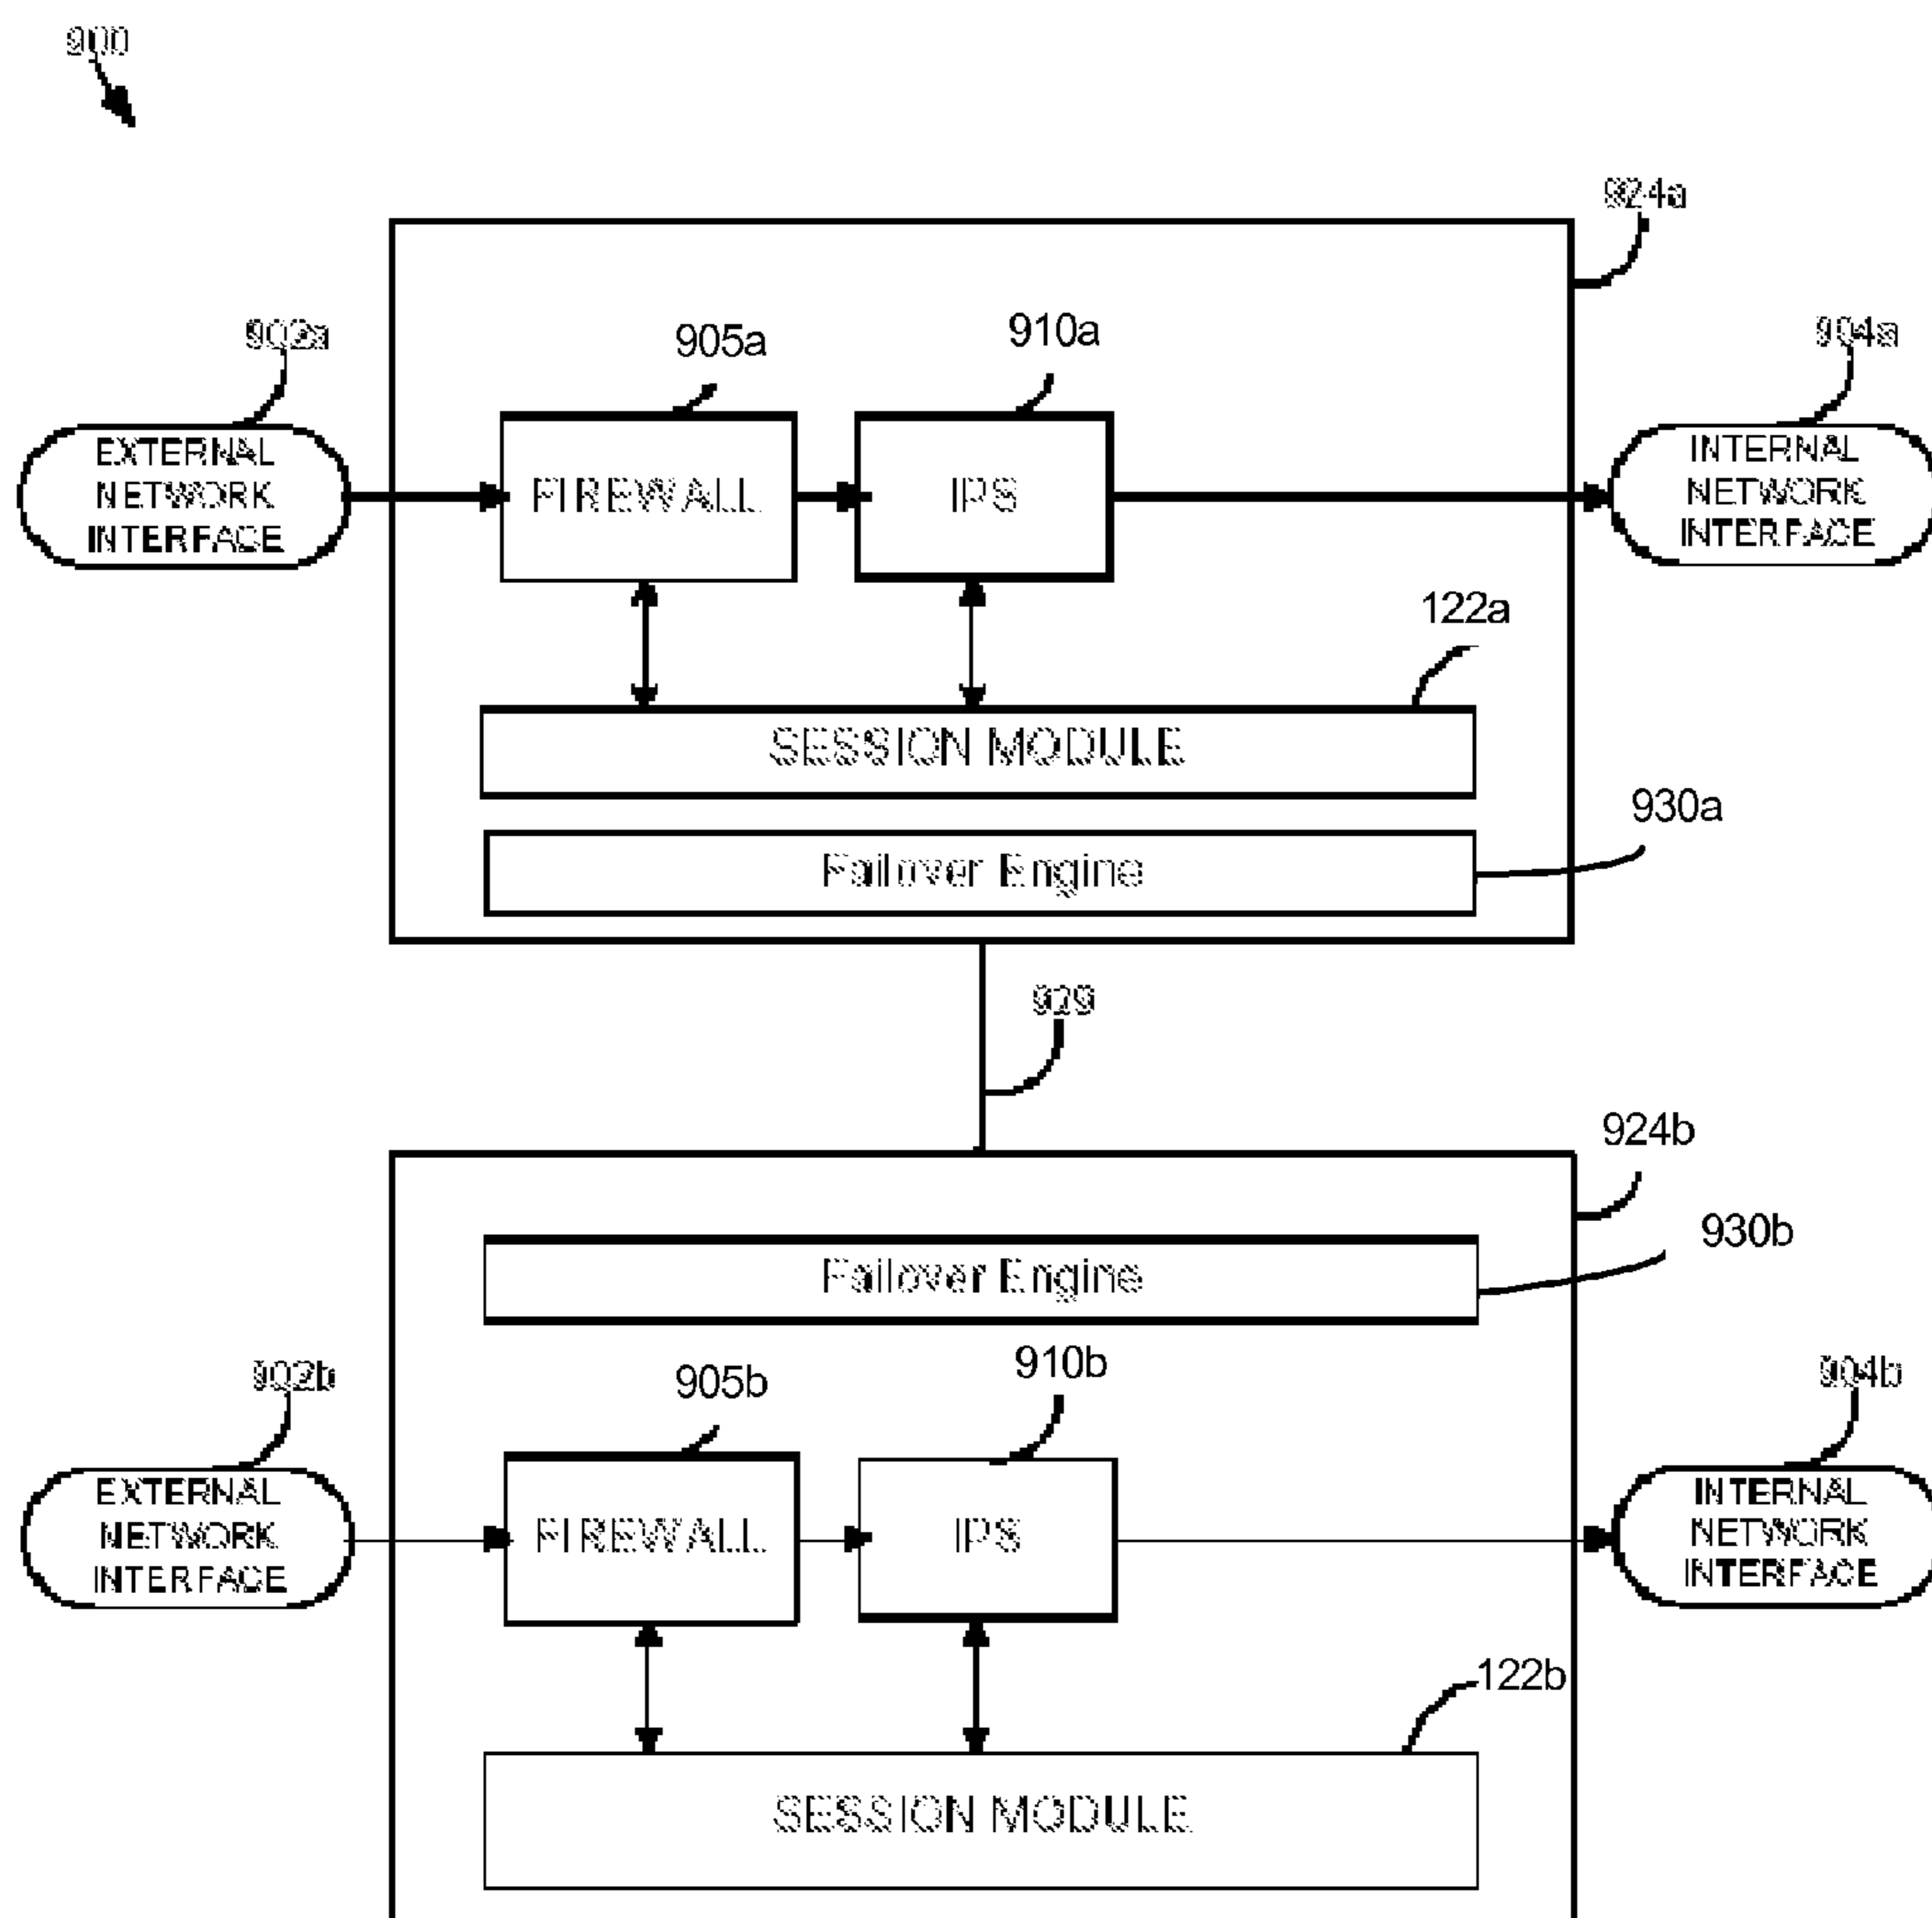 900
924a
902a
905a
910a
904a
EXTERNAL
NETWORK
INTERFACE
FIREWALL
IPS
INTERNAL
NETWORK
INTERFACE
122a
SESSION MODULE
930a
Failover Engine
929
924b
930b
Failover Engine
902b
905b
910b
904b
EXTERNAL
NETWORK
INTERFACE
FIREWALL
IPS
INTERNAL
NETWORK
INTERFACE
122b
SESSION MODULE